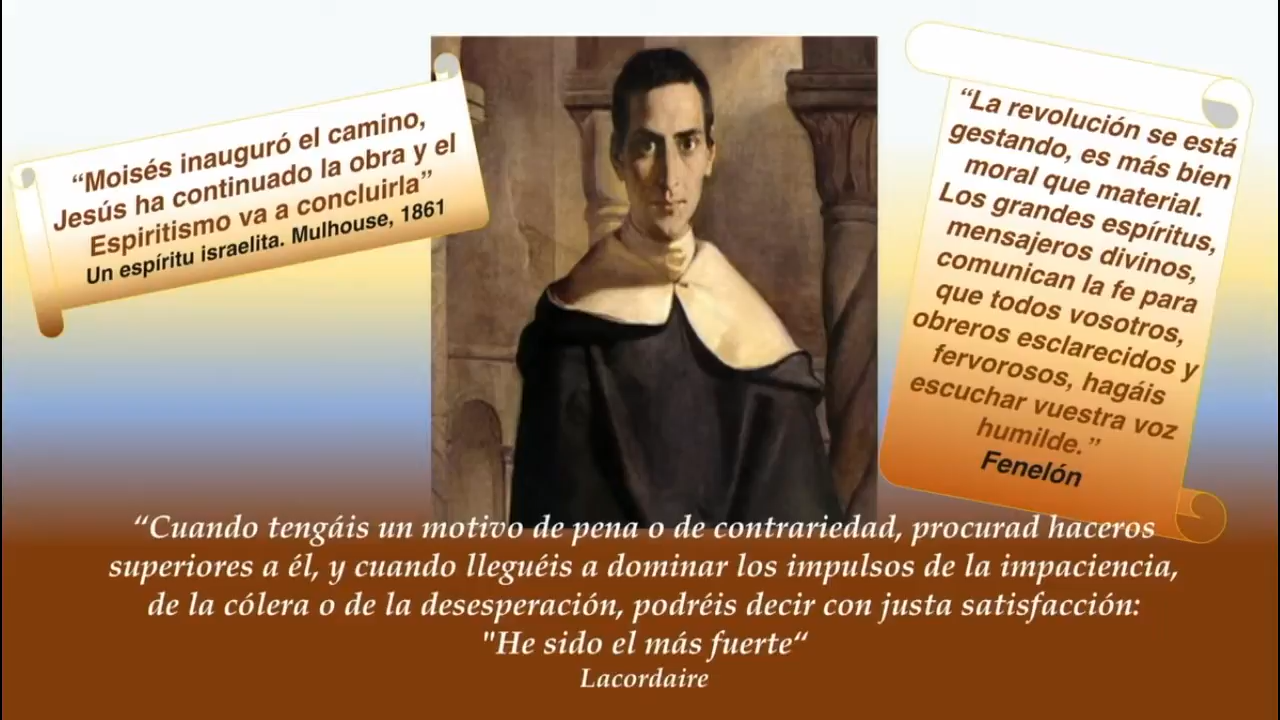 “Moisés inauguró el camino,
Jesús ha continuado la obra y el
Espiritismo va a concluirla”
Un espíritu israelita. Mulhouse, 1861
“La revolución se está
gestando, es más bien
moral que material.
Los grandes espíritus,
mensajeros divinos,
comunican la fe para
que todos vosotros,
obreros esclarecidos y
fervorosos, hagáis
escuchar vuestra voz
humilde.”
Fenelón
“Cuando tengáis un motivo de pena o de contrariedad, procurad haceros
superiores a él, y cuando lleguéis a dominar los impulsos de la impaciencia,
de la cólera o de la desesperación, podréis decir con justa satisfacción:
"He sido el más fuerte“
Lacordaire